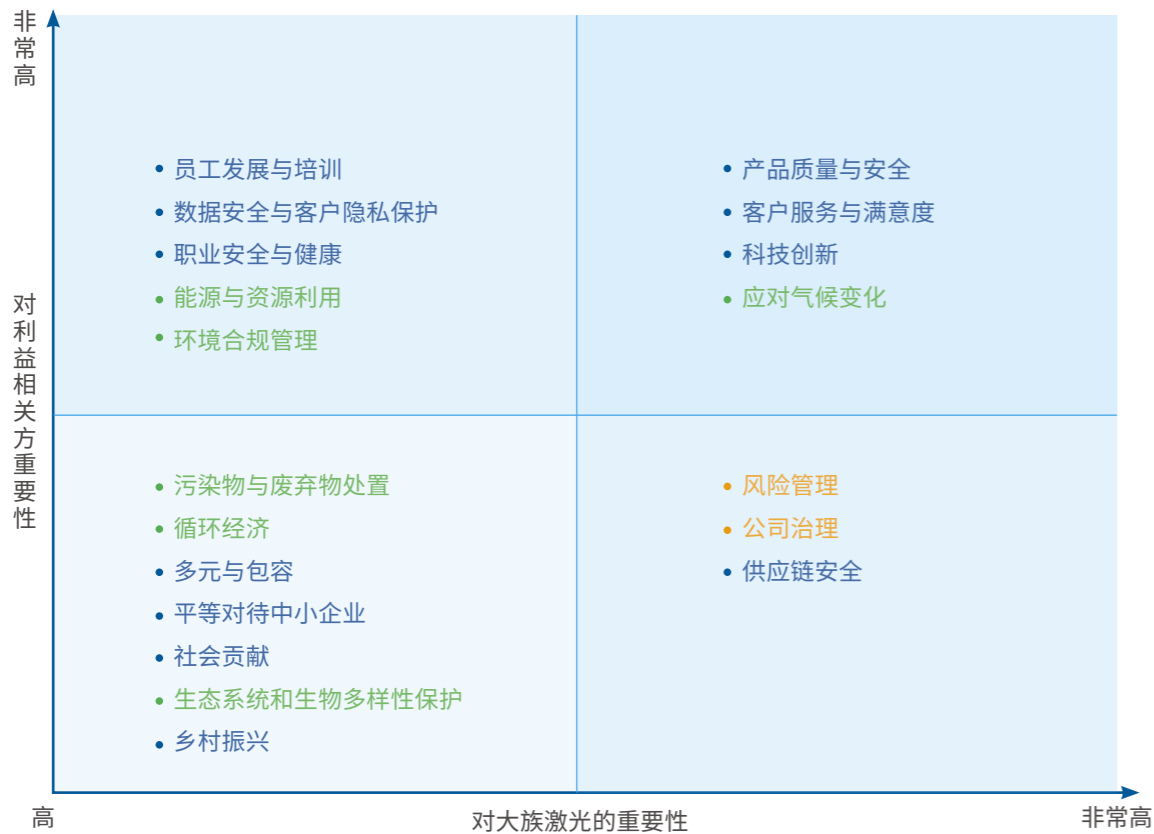 非常高
对利益相关方重要性
员工发展与培训
数据安全与客户隐私保护
职业安全与健康
能源与资源利用
环境合规管理
产品质量与安全
客户服务与满意度
科技创新
应对气候变化
污染物与废弃物处置
循环经济
多元与包容
平等对待中小企业
社会贡献
生态系统和生物多样性保护
乡村振兴
风险管理
公司治理
供应链安全
高
对大族激光的重要性
非常高